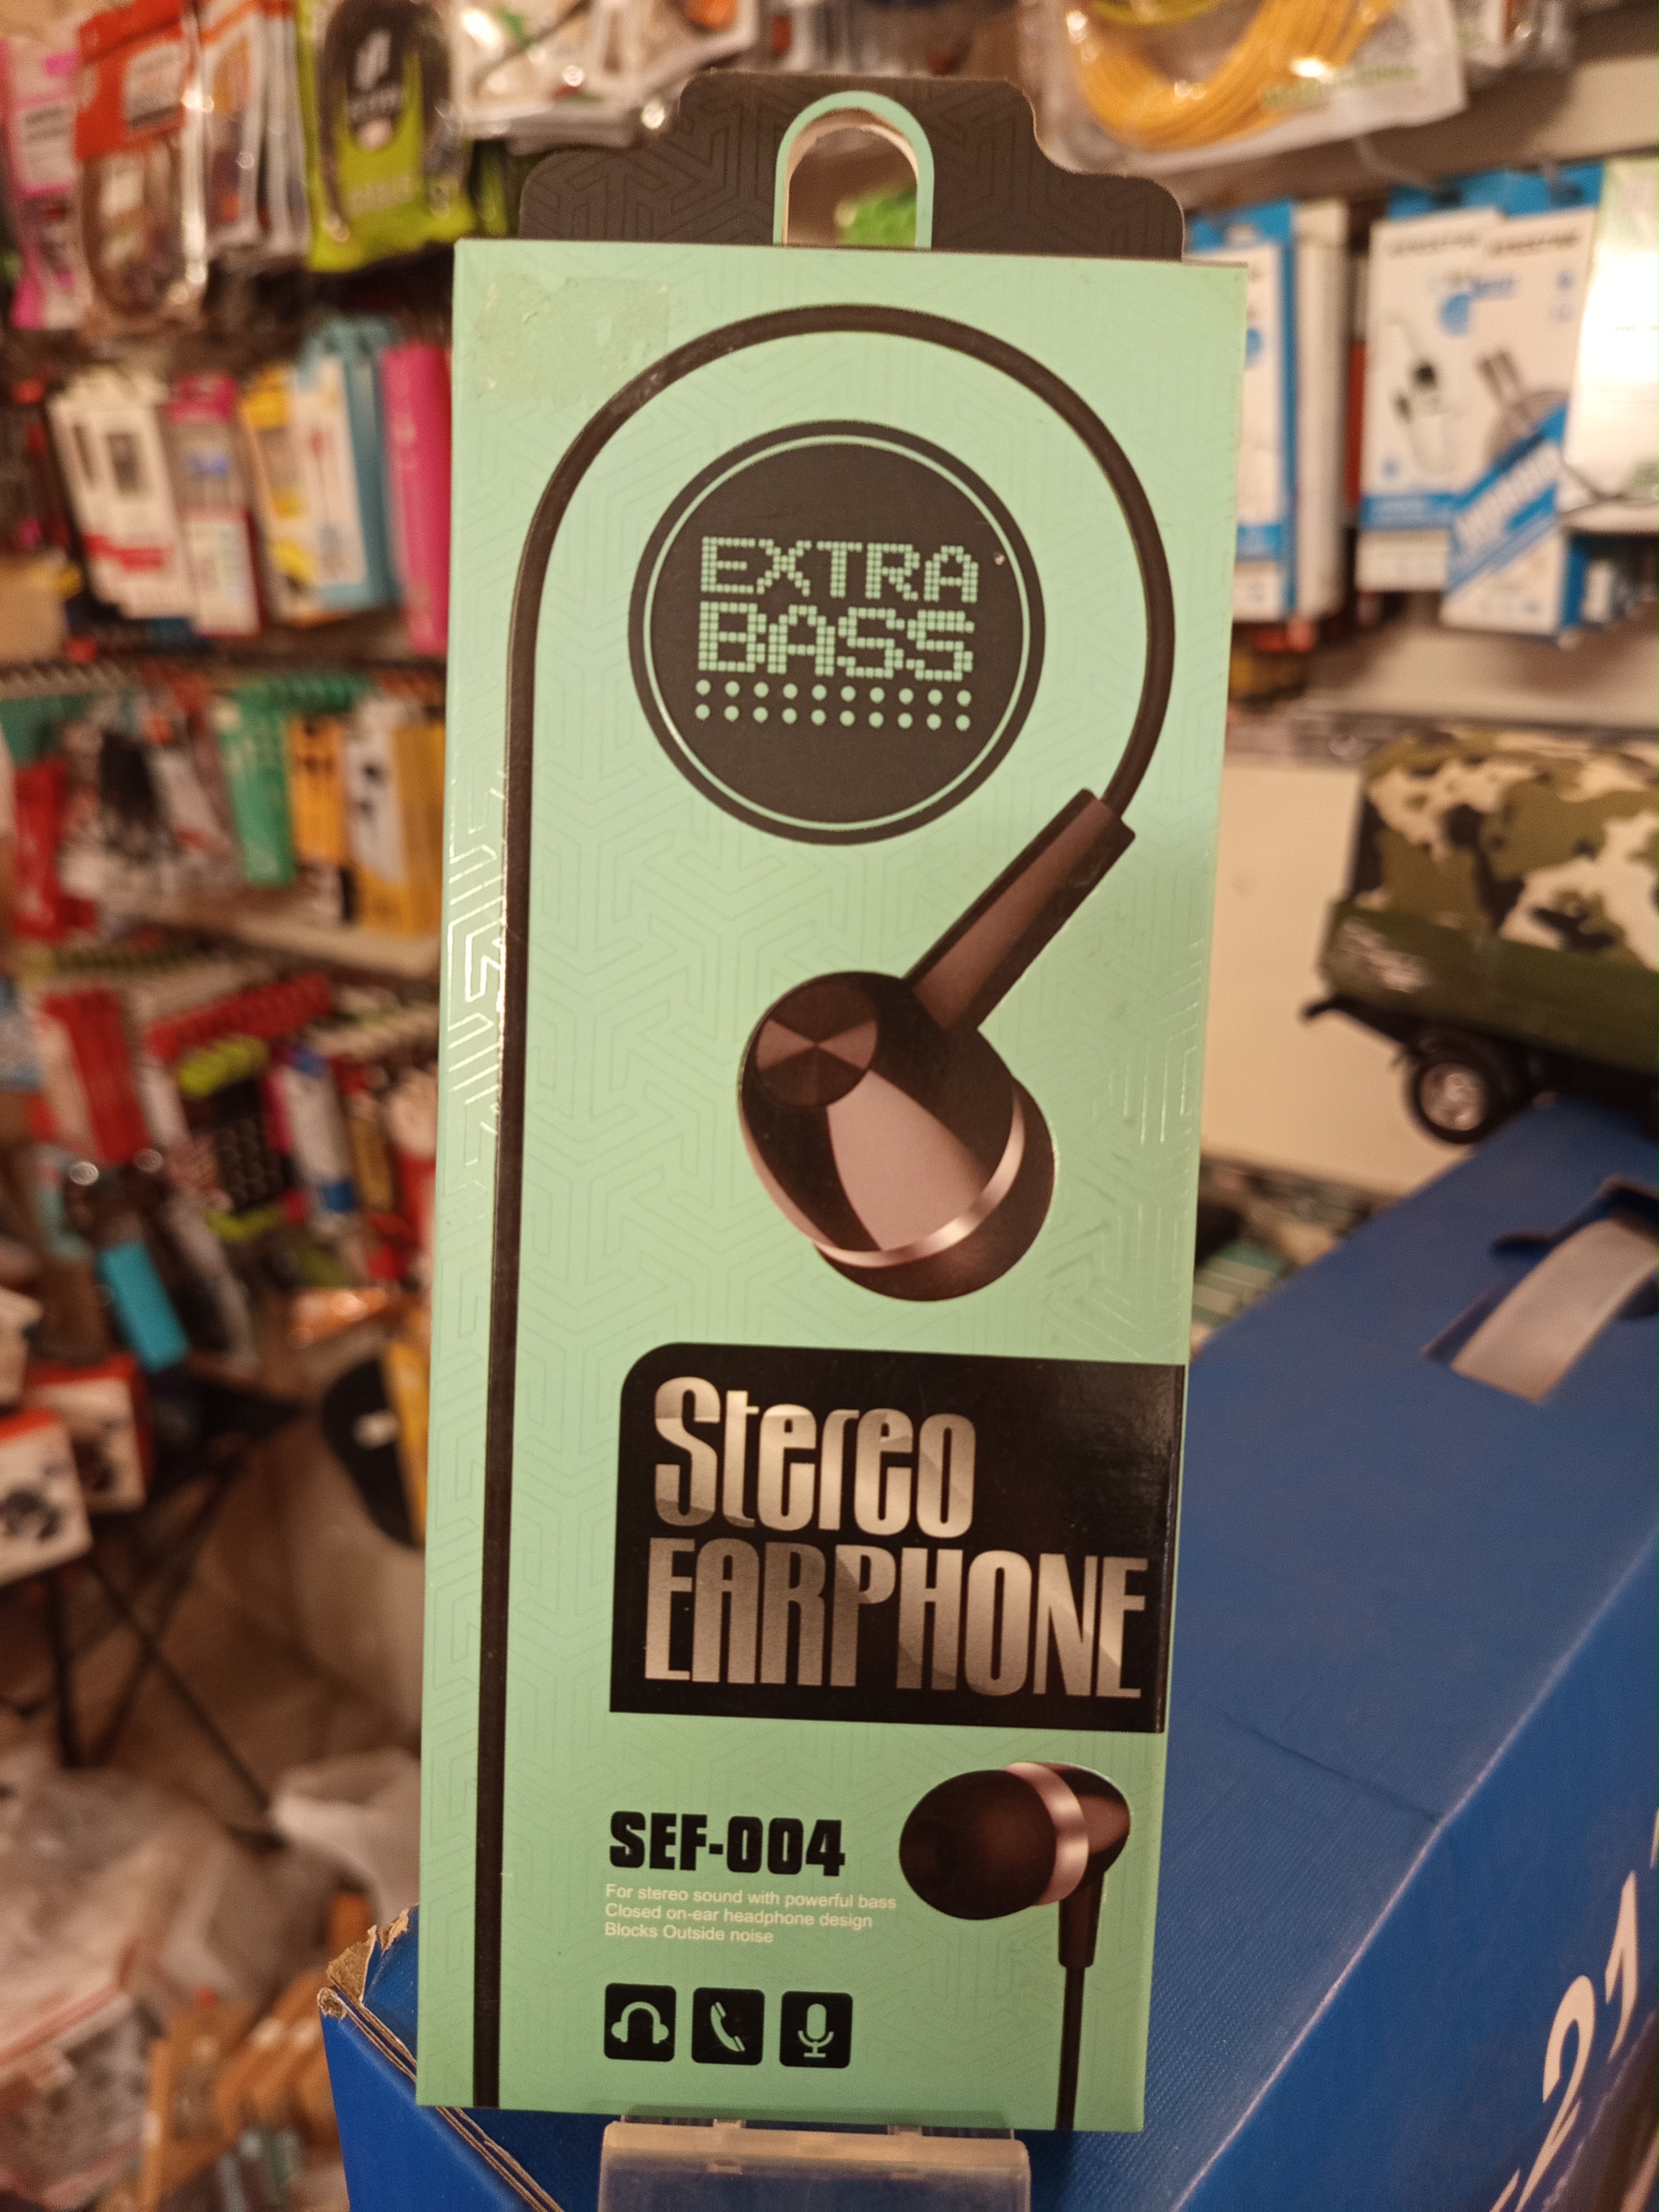 EXTRA
BASS
Stereo
EARPHONE
SEF-004
For stereo sound with powerful bass
Closed on-ear headphone design
Blocks Outside noise